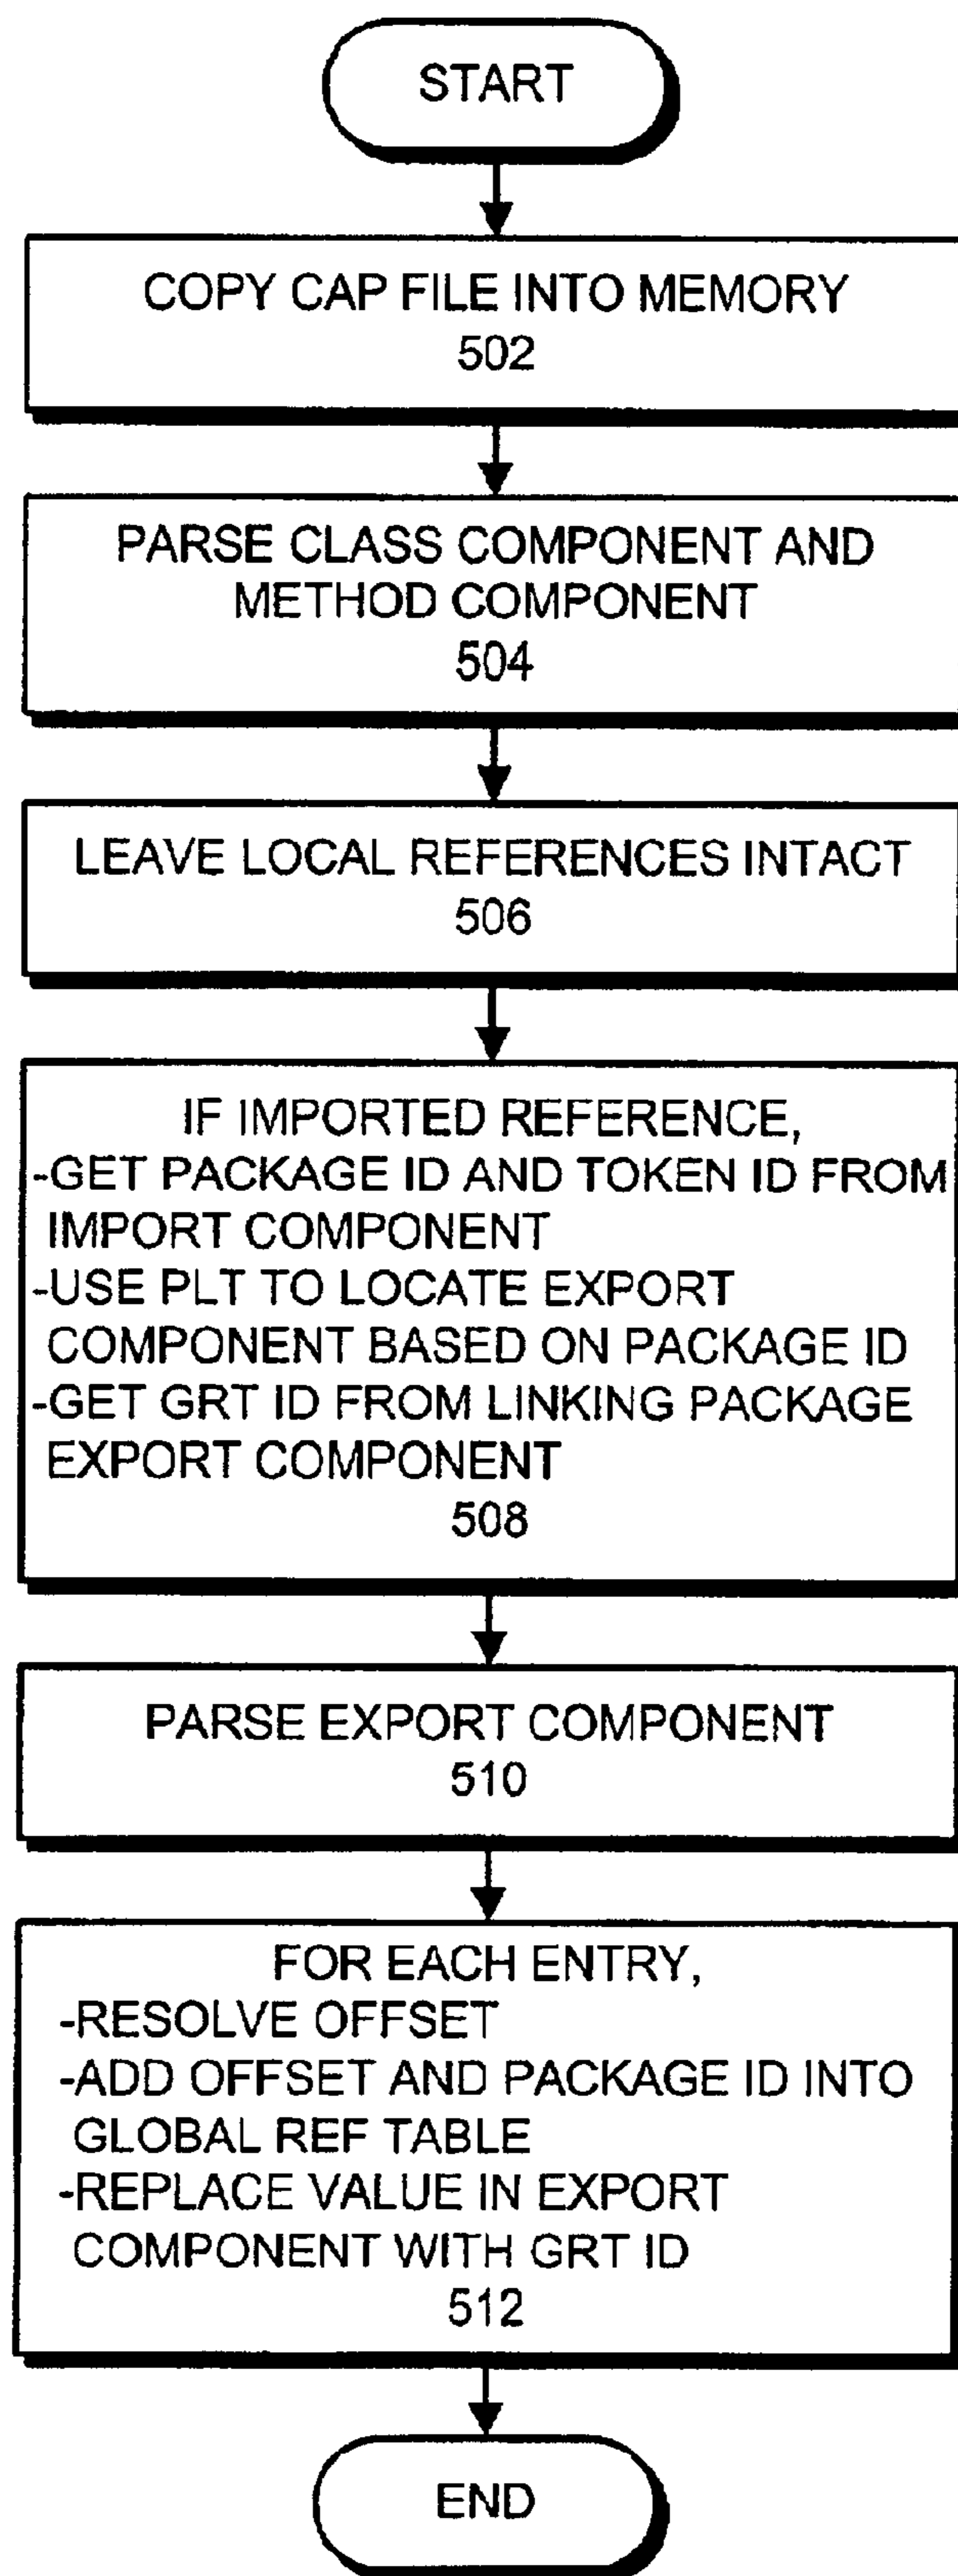 START
COPY CAP FILE INTO MEMORY
502
PARSE CLASS COMPONENT AND
METHOD COMPONENT
504
LEAVE LOCAL REFERENCES INTACT
506
IF IMPORTED REFERENCE,
-GET PACKAGE ID AND TOKEN ID FROM
IMPORT COMPONENT
-USE PLT TO LOCATE EXPORT
COMPONENT BASED ON PACKAGE ID
-GET GRT ID FROM LINKING PACKAGE
EXPORT COMPONENT
508
PARSE EXPORT COMPONENT
510
FOR EACH ENTRY,
-RESOLVE OFFSET
-ADD OFFSET AND PACKAGE ID INTO
GLOBAL REF TABLE
-REPLACE VALUE IN EXPORT
COMPONENT WITH GRT ID
512
END